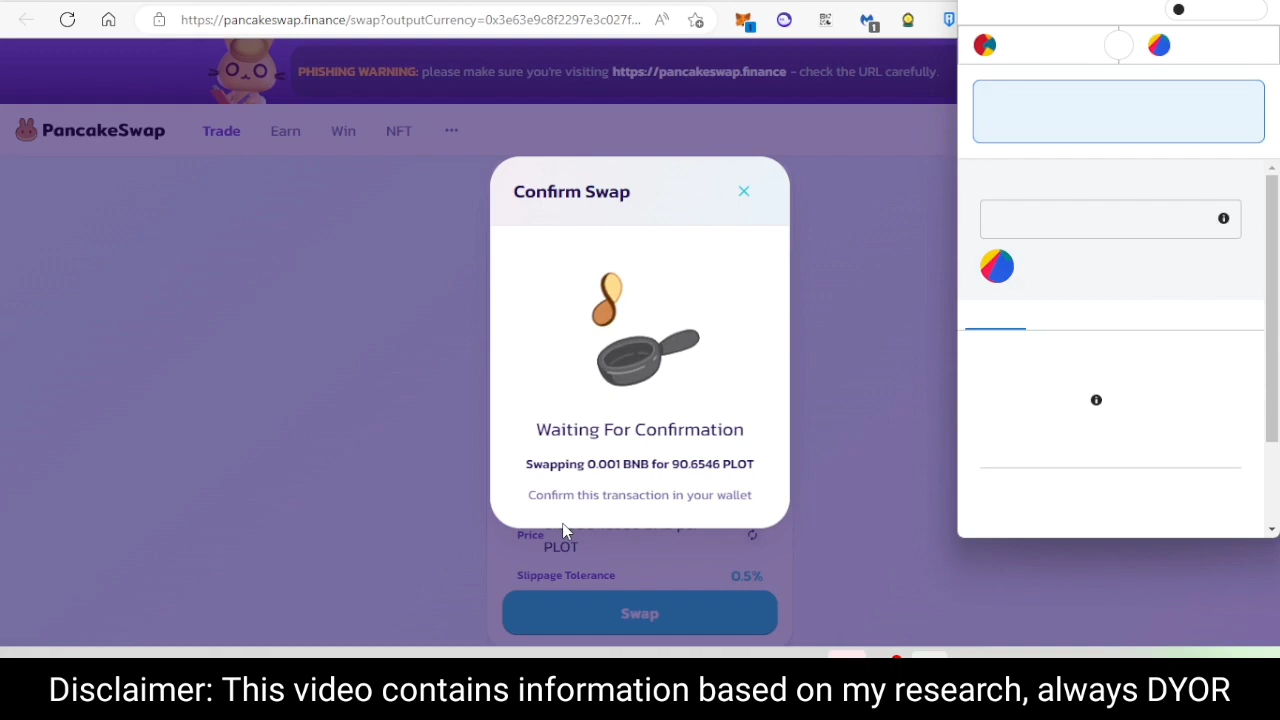 https://pancakeswap.finance/swap?outputCurrency=0x3e63e9c8f2297e3c027f...
A
1
1
PHISHING WARNING: please make sure you're visiting https://pancakeswap.finance - check the URL carefully.
PancakeSwap
Trade
Earn
Win
NFT
Confirm Swap
Waiting For Confirmation
Swapping 0.001 BNB for 90.6546 PLOT
Confirm this transaction in your wallet
Price
PLOT
Slippage Tolerance
0.5%
Swap
Disclaimer: This video contains information based on my research, always DYOR